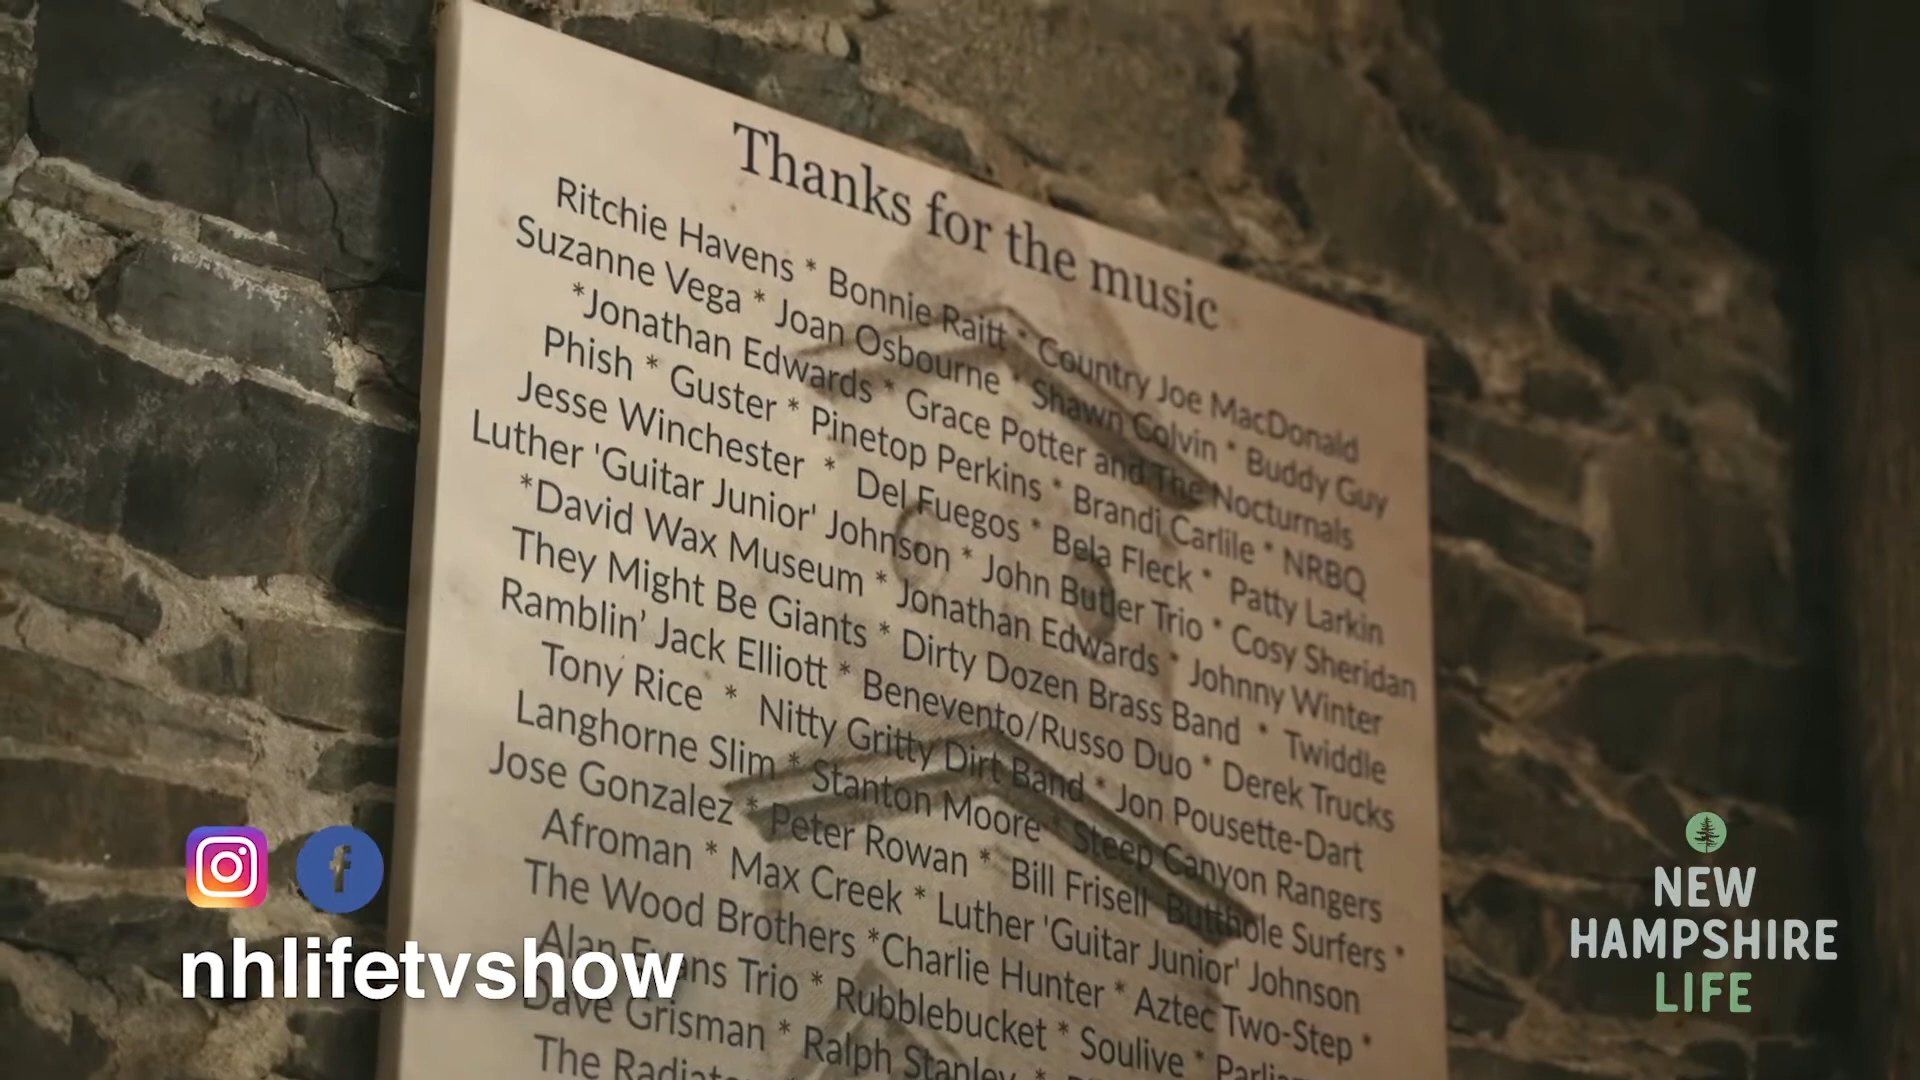 Thanks for the music
Ritchie Havens * Bonnie Raitt * Country Joe MacDonald
Suzanne Vega * Joan Osbourne * Shawn Colvin * Buddy Guy
*Jonathan Edwards * Grace Potter and The Nocturnals
Phish * Guster * Pinetop Perkins * Brandi Carlile * NRBQ
Jesse Winchester * Del Fuegos * Bela Fleck * Patty Larkin
Luther 'Guitar Junior' Johnson * John Butler Trio * Cosy Sheridan
*David Wax Museum * Jonathan Edwards * Johnny Winter
They Might Be Giants * Dirty Dozen Brass Band * Twiddle
Ramblin' Jack Elliott * Benevento/Russo Duo * Derek Trucks
Tony Rice * Nitty Gritty Dirt Band * Jon Pousette-Dart
Langhorne Slim * Stanton Moore * Steep Canyon Rangers
Jose Gonzalez * Peter Rowan * Bill Frisell Butthole Surfers *
Afroman * Max Creek * Luther 'Guitar Junior' Johnson
The Wood Brothers *Charlie Hunter * Aztec Two-Step *
Alan Evans Trio * Rubblebucket * Soulive *
Dave Grisman * Ralph Stanley *
The
nhlifetvshow
NEW
HAMPSHIRE
LIFE